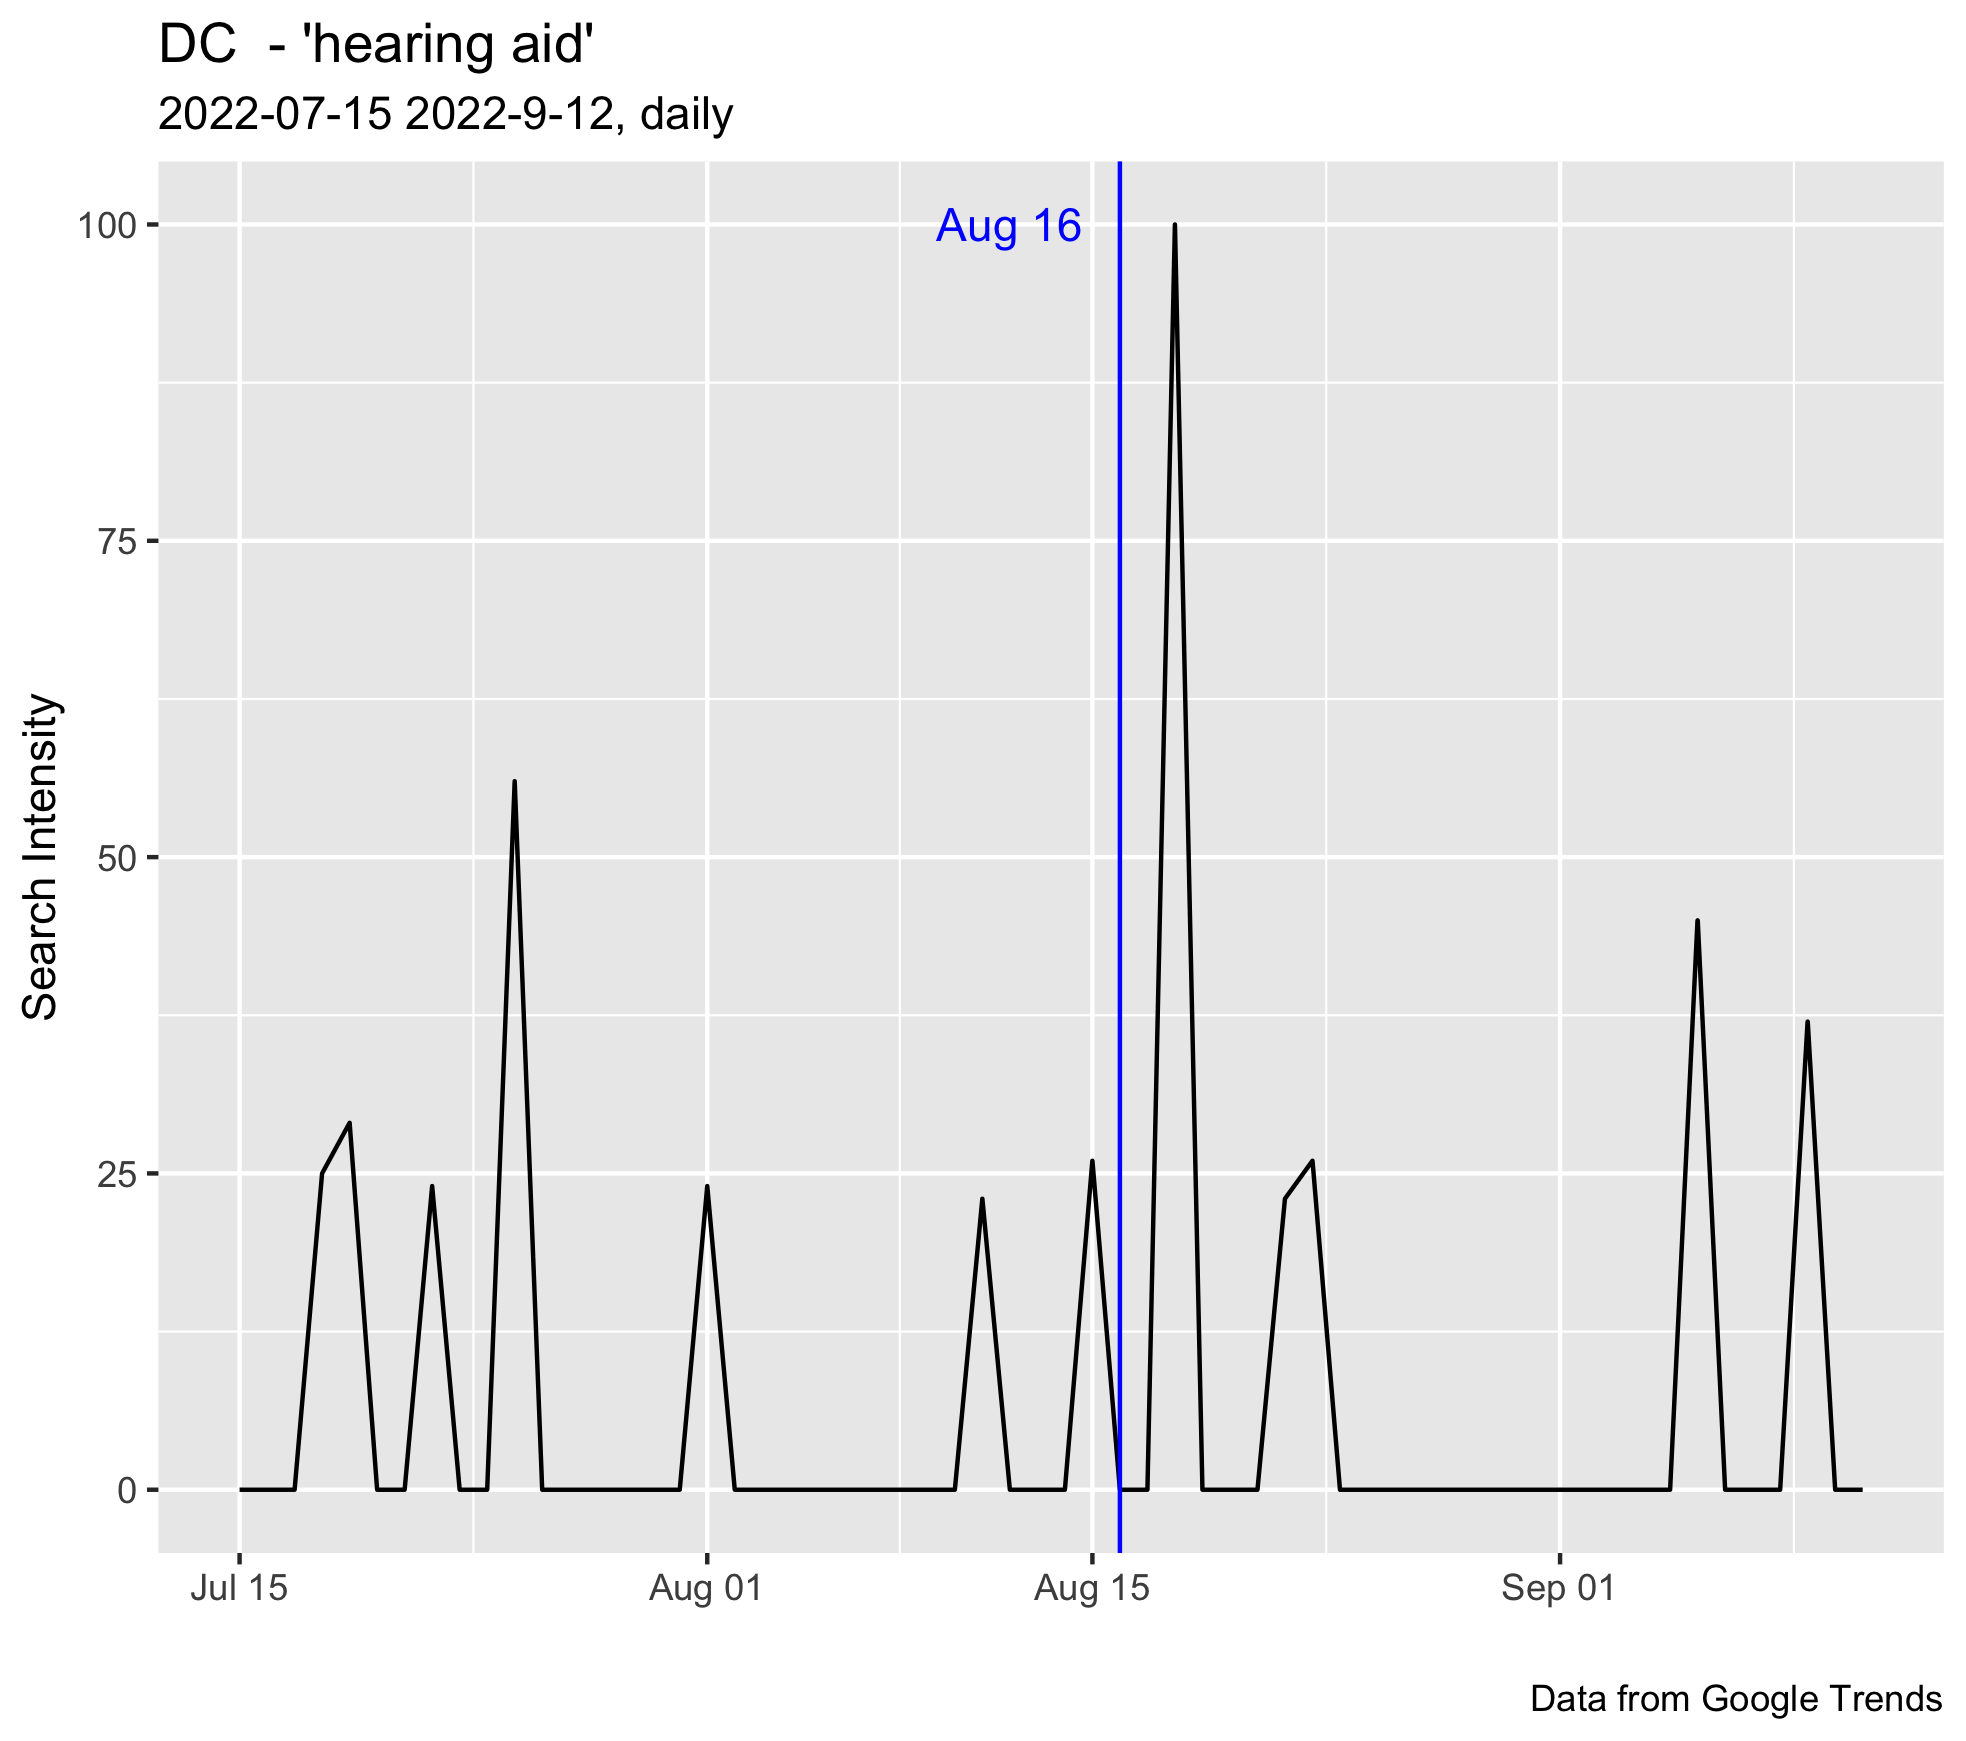 DC  - 'hearing aid'
2022-07-15 2022-9-12, daily
Aug 16
100
75
50
25
0
Search Intensity
Jul 15
Aug 01
Aug 15
Sep 01
Data from Google Trends